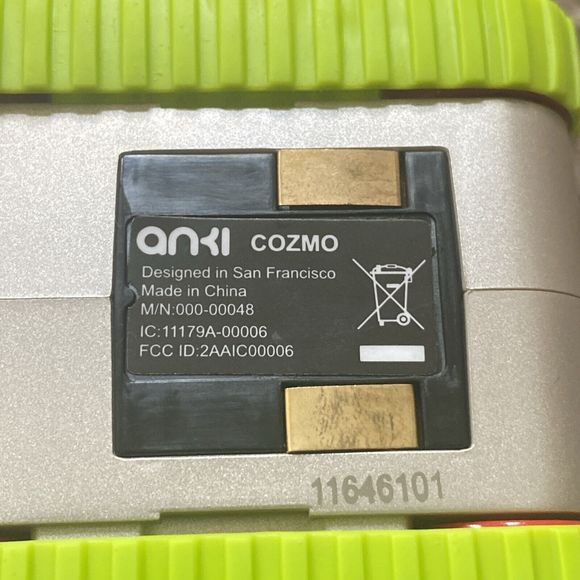 anki COZMO
Designed in San Francisco
Made in China
M/N:000-00048
IC:11179A-00006
FCC ID:2AAIC00006
11646101